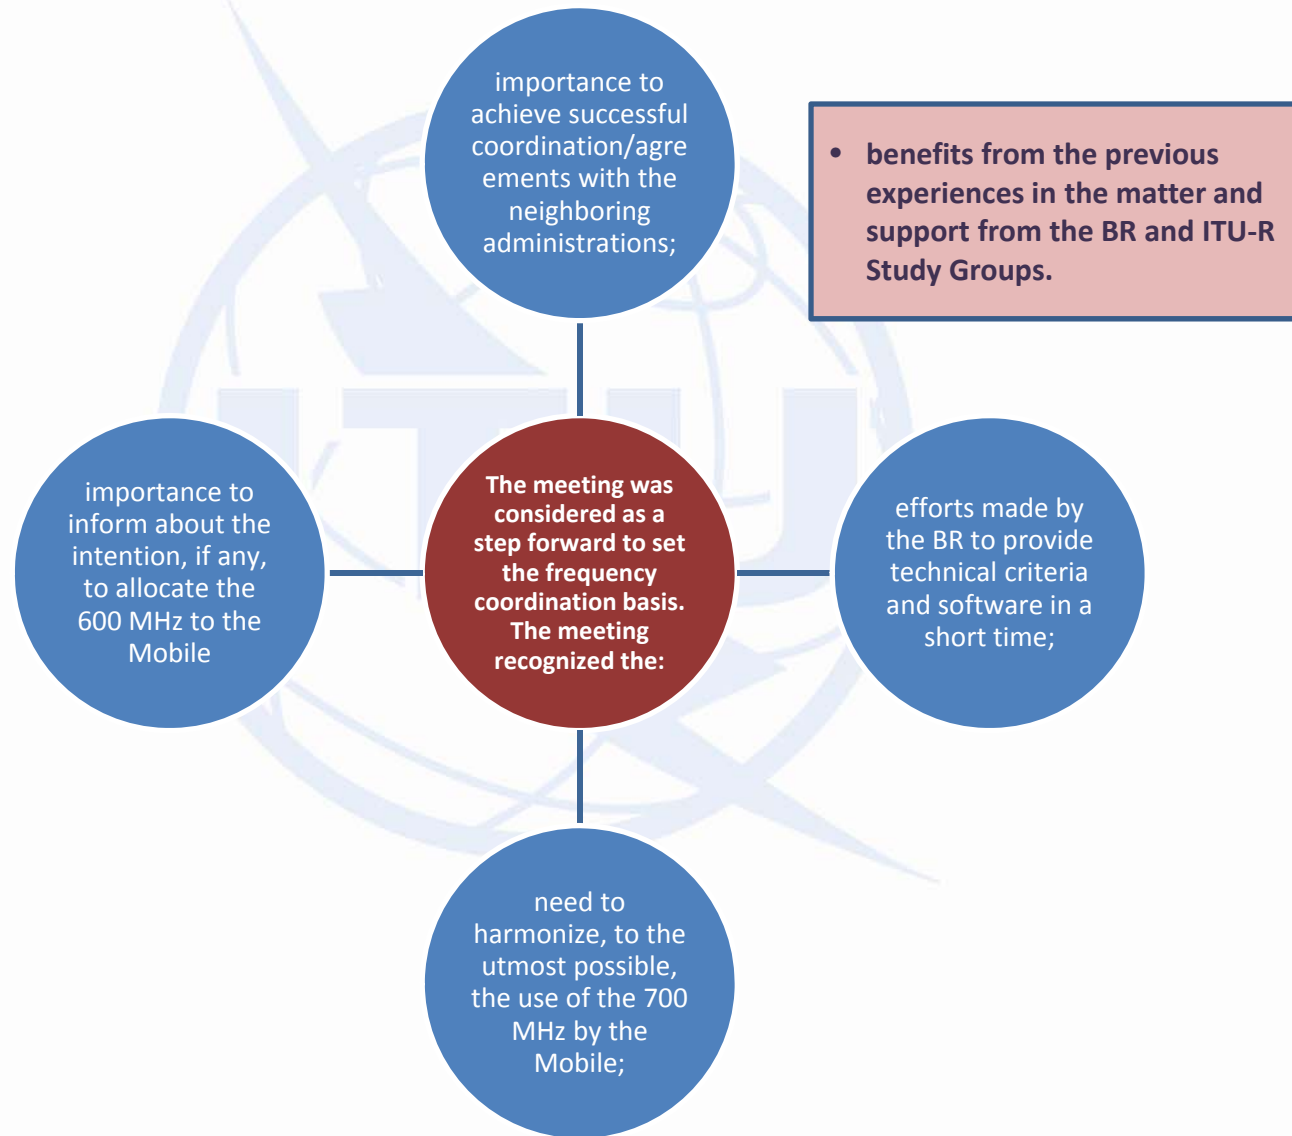 importance to
achieve successful
coordination/agre
ements with the
neighboring
administrations;
• benefits from the previous
experiences in the matter and
support from the BR and ITU-R
Study Groups.
importance to
inform about the
intention, if any,
to allocate the
600 MHz to the
Mobile
The meeting was
considered as a
step forward to set
the frequency
coordination basis.
The meeting
recognized the:
efforts made by
the BR to provide
technical criteria
and software in a
short time;
need to
harmonize, to the
utmost possible,
the use of the 700
MHz by the
Mobile;
ITU